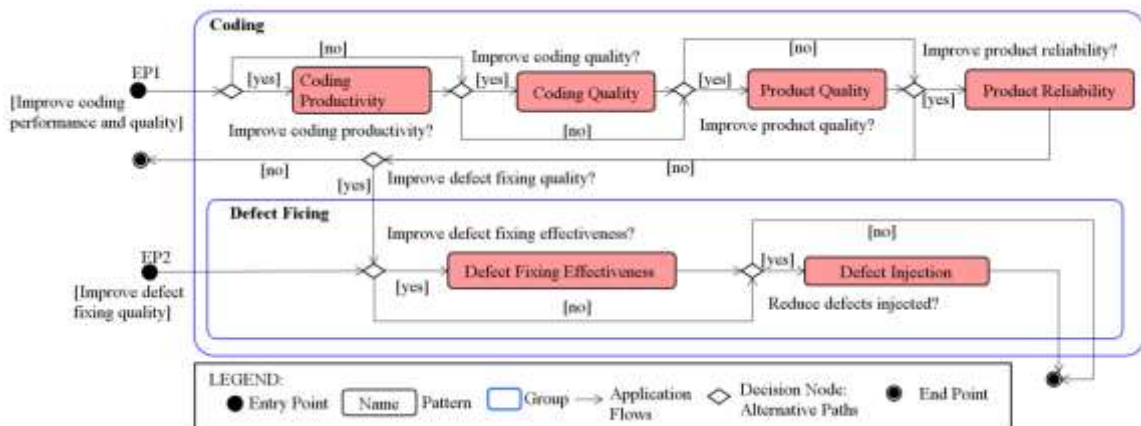 Coding
[no]
[no]
Improve coding quality?
Improve product reliability?
EP1
[yes]
Coding
Productivity
[yes]
Coding Quality
[yes]
Product Quality
[yes]
Product Reliability
[Improve coding
performance and quality]
Improve coding productivity?
[no]
Improve product quality?
[no]
[no]
[yes]
Improve defect fixing quality?
Defect Ficing
Improve defect fixing effectiveness?
[no]
EP2
[yes]
Defect Fixing Effectiveness
[yes]
Defect Injection
[Improve defect
fixing quality]
[no]
Reduce defects injected?
LEGEND:
Entry Point
Name
Pattern
Group
Application
Flows
Decision Node:
Alternative Paths
End Point